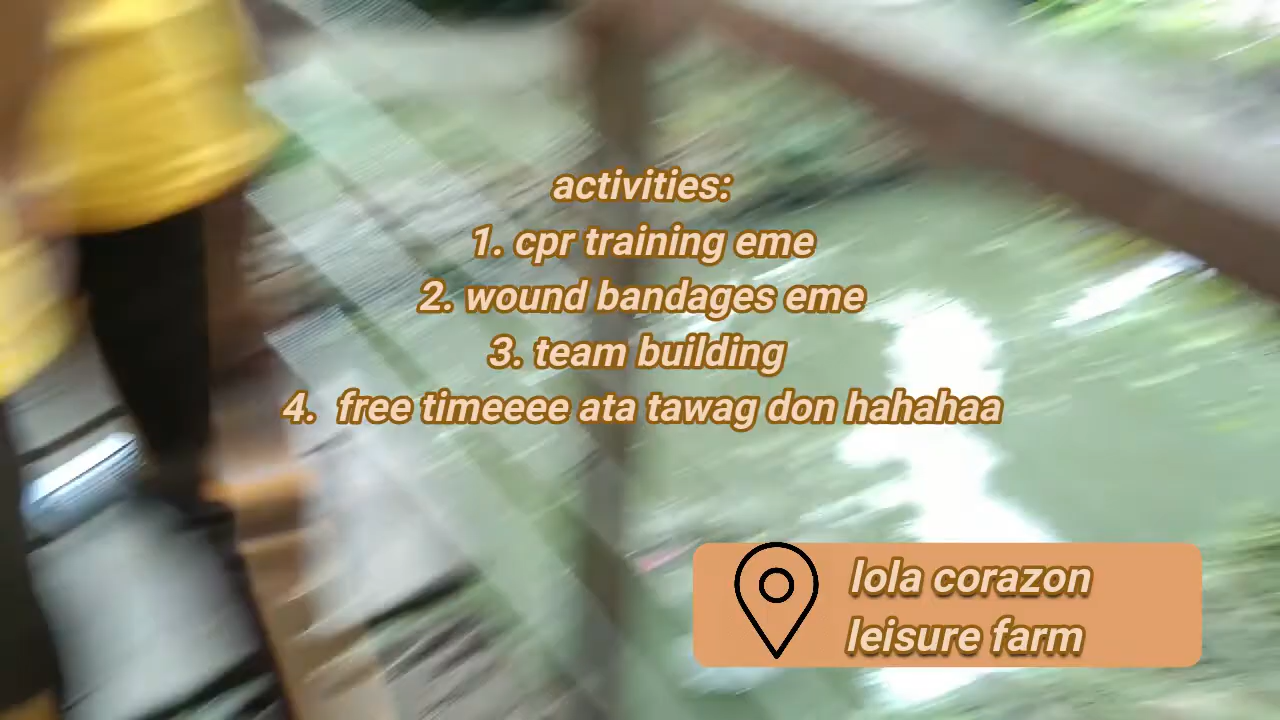 activities:
1. cpr training eme
2. wound bandages eme
3. team building
4. free timeeee ata tawag don hahahaa
lola corazon
leisure farm